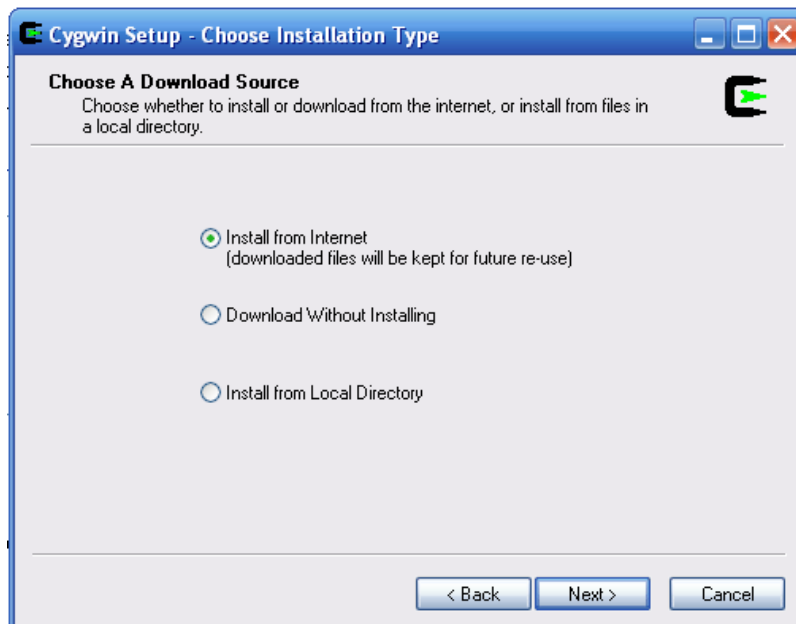 Cygwin Setup - Choose Installation Type
Choose A Download Source
Choose whether to install or download from the internet, or install from files in
a local directory.
Install from Internet
(downloaded files will be kept for future re-use)
Download Without Installing
Install from Local Directory
< Back Next > Cancel